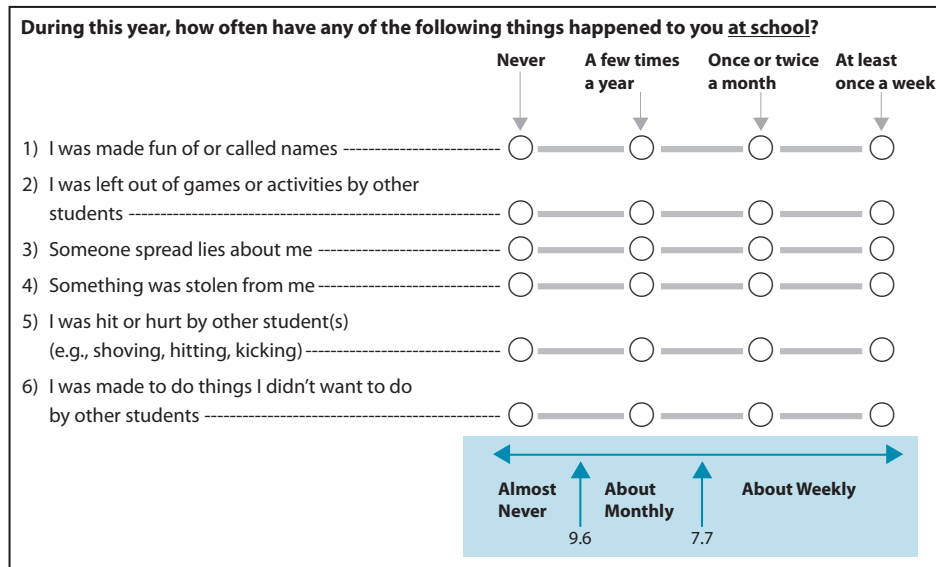 During this year, how often have any of the following things happened to you at school?
Never A few times a year Once or twice a month At least once a week
1) I was made fun of or called names
2) I was left out of games or activities by other
students
3) Someone spread lies about me
4) Something was stolen from me
5) I was hit or hurt by other student(s)
(e.g., shoving, hitting, kicking)
6) I was made to do things I didn't want to do
by other students
Almost Never About Monthly About Weekly
9.6 7.7